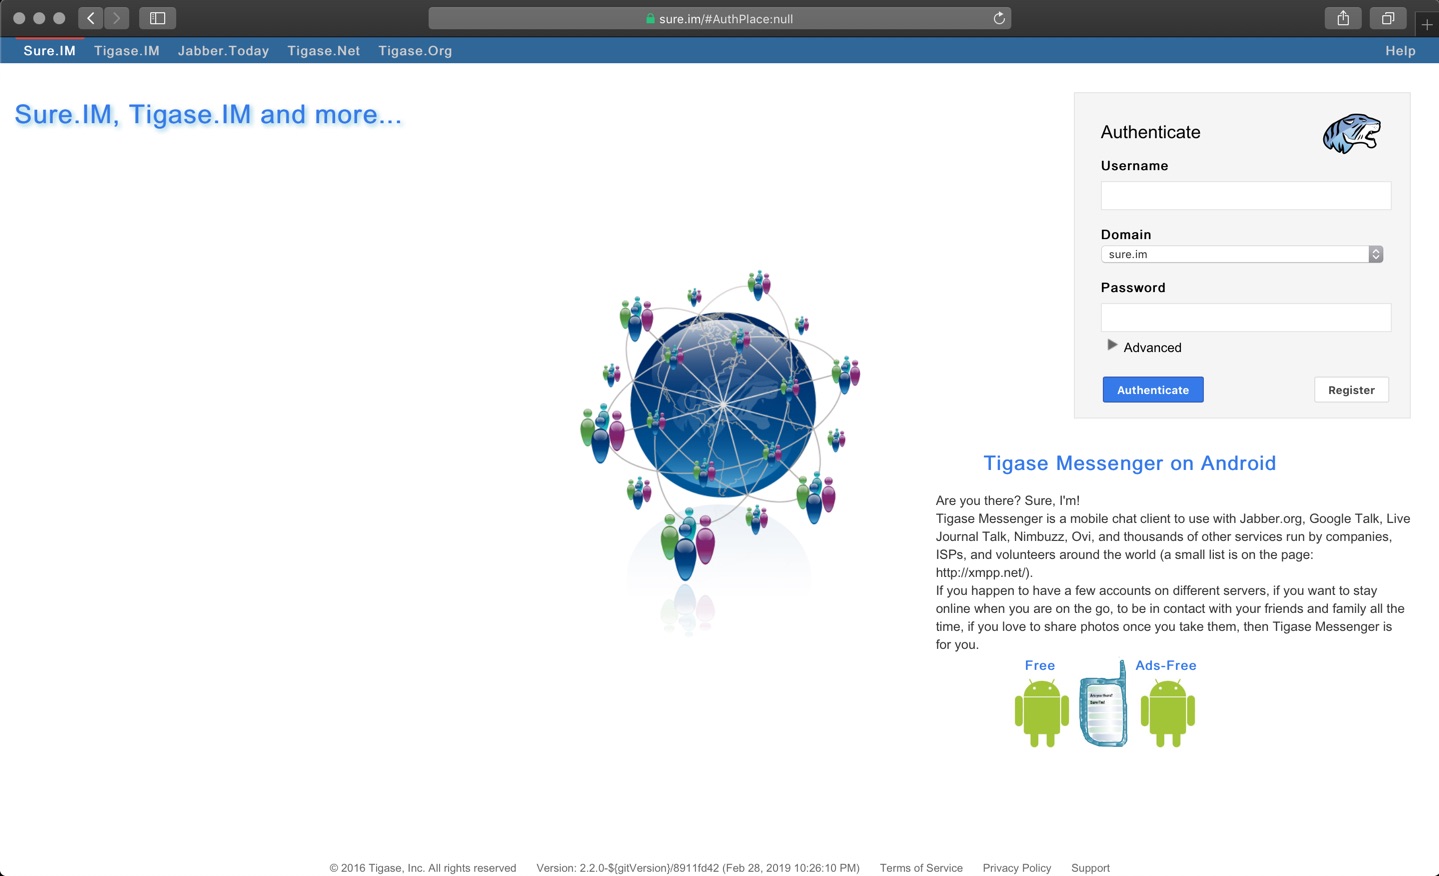 sure.im/#AuthPlace:null
Sure.IM Tigase.IM Jabber.Today Tigase.Net Tigase.Org Help
Sure.IM, Tigase.IM and more...
Authenticate
Username
Domain
sure.im
Password
Advanced
Authenticate Register
Tigase Messenger on Android
Are you there? Sure, I'm!
Tigase Messenger is a mobile chat client to use with Jabber.org, Google Talk, Live
Journal Talk, Nimbuzz, Ovi, and thousands of other services run by companies,
ISPs, and volunteers around the world (a small list is on the page:
http://xmpp.net/).
If you happen to have a few accounts on different servers, if you want to stay
online when you are on the go, to be in contact with your friends and family all the
time, if you love to share photos once you take them, then Tigase Messenger is
for you.
Free Ads-Free
Are you there?
Sure I'm!
© 2016 Tigase, Inc. All rights reserved Version: 2.2.0-${gitVersion}/8911fd42 (Feb 28, 2019 10:26:10 PM) Terms of Service Privacy Policy Support